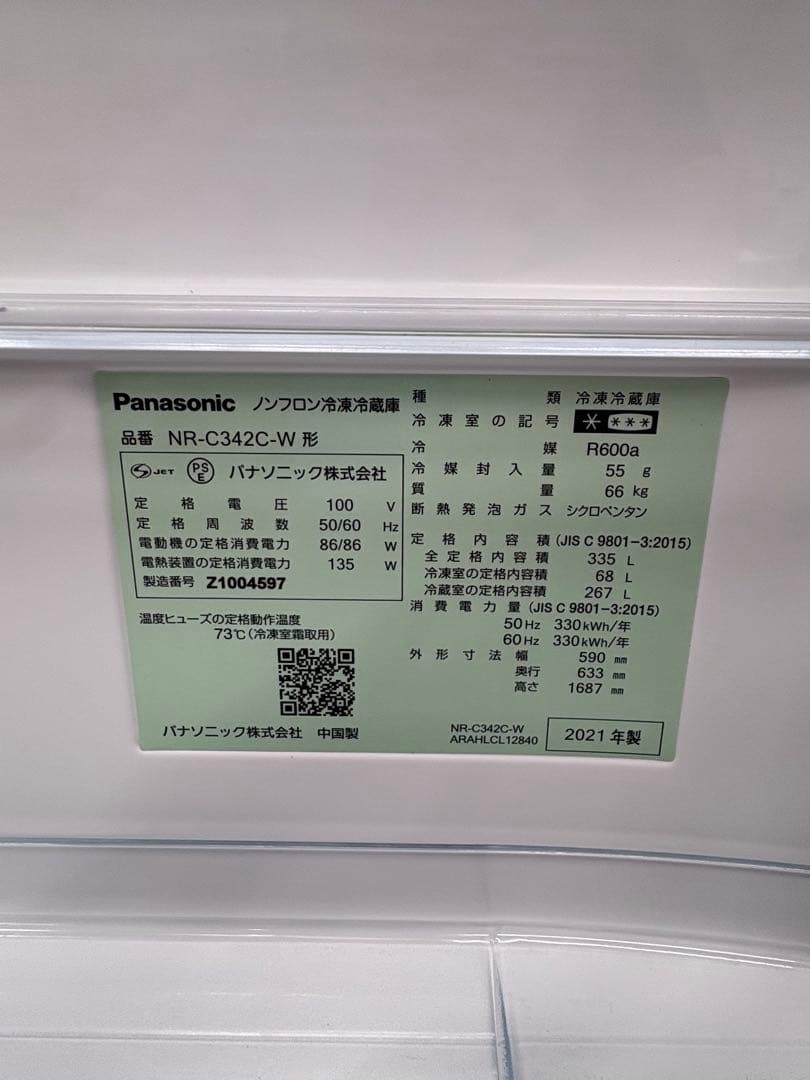 Panasonic ノンフロン冷凍冷蔵庫
品番 NR-C342C-W 形
S JET PSE パナソニック株式会社
定格電圧 100 V
定格周波数 50/60 Hz
電動機の定格消費電力 86/86 W
電熱装置の定格消費電力 135 W
製造番号 Z1004597
温度ヒューズの定格動作温度
73℃(冷凍室霜取用)
パナソニック株式会社 中国製
種類 冷凍冷蔵庫
冷凍室の記号 * ***
冷媒 R600a
冷媒封入量 55 g
質量 66 kg
断熱発泡ガス シクロペンタン
定格内容積 (JIS C 9801-3:2015)
全定格内容積 335 L
冷凍室の定格内容積 68 L
冷蔵室の定格内容積 267 L
消費電力量 (JIS C 9801-3:2015)
50Hz 330kWh/年
60Hz 330kWh/年
外形寸法 幅 590 mm
奥行 633 mm
高さ 1687 mm
NR-C342C-W
ARAHLCL12840
2021 年製